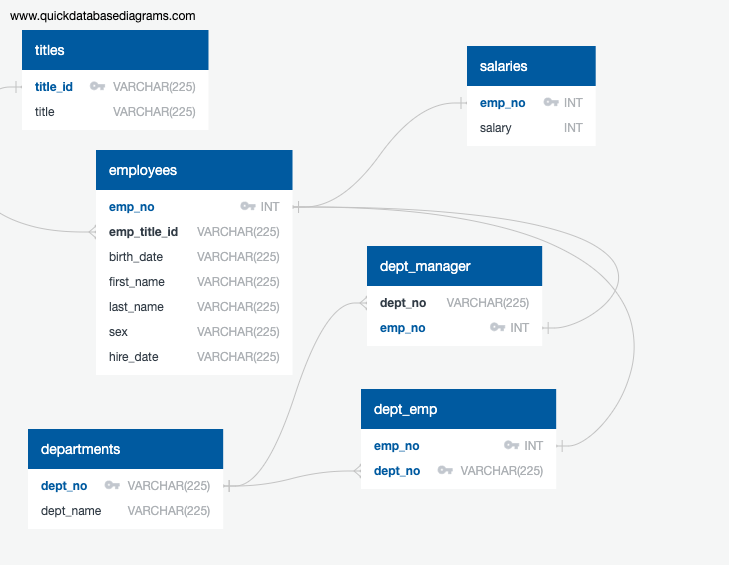 www.quickdatabasediagrams.com
titles
title_id VARCHAR(225)
title VARCHAR(225)
salaries
emp_no INT
salary INT
employees
emp_no INT
emp_title_id VARCHAR(225)
birth_date VARCHAR(225)
first_name VARCHAR(225)
last_name VARCHAR(225)
sex VARCHAR(225)
hire_date VARCHAR(225)
dept_manager
dept_no VARCHAR(225)
emp_no INT
dept_emp
emp_no INT
dept_no VARCHAR(225)
departments
dept_no VARCHAR(225)
dept_name VARCHAR(225)